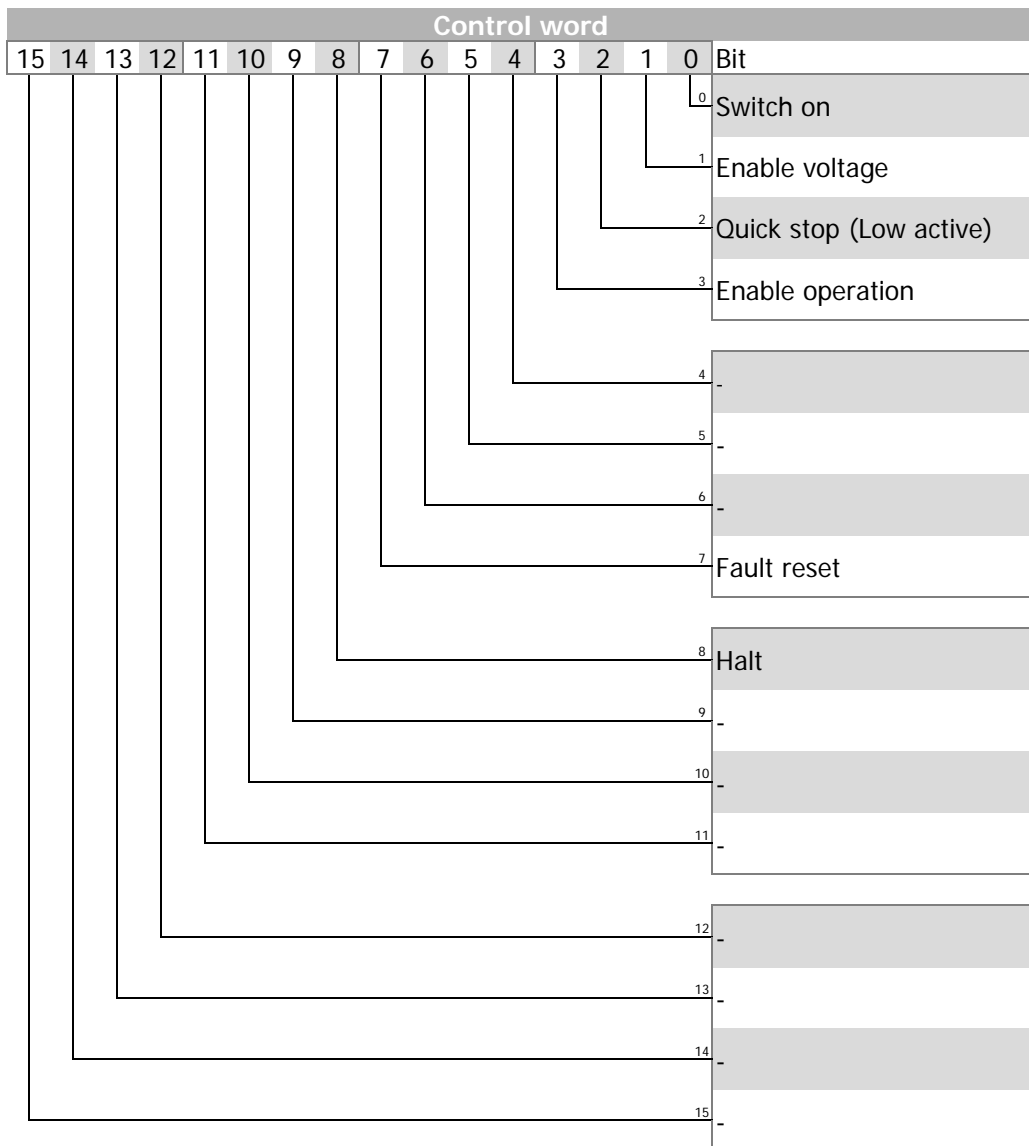 Control word
15 14 13 12 11 10 9 8 7 6 5 4 3 2 1 0 Bit
0 Switch on
1 Enable voltage
2 Quick stop (Low active)
3 Enable operation
4 -
5 -
6 -
7 Fault reset
8 Halt
9 -
10 -
11 -
12 -
13 -
14 -
15 -